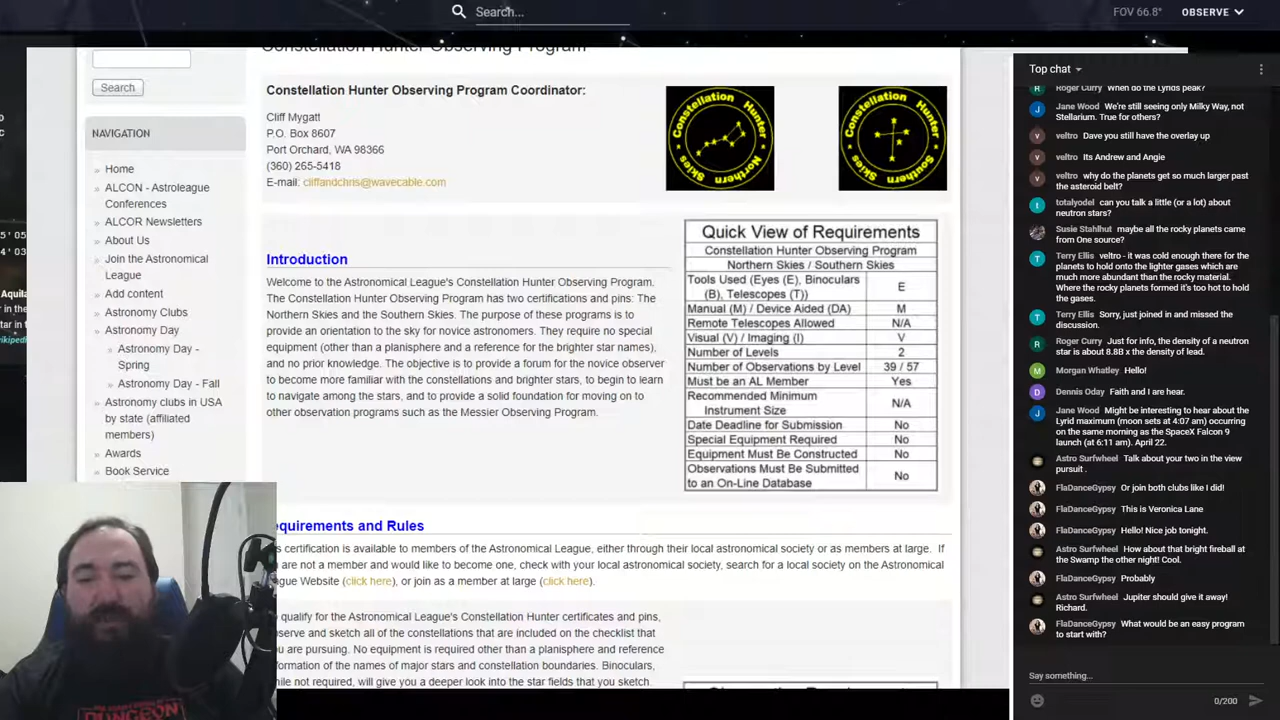 Search...
FOV 66.8°
OBSERVE
Constellation Hunter Observing Program
Search
NAVIGATION
Home
ALCON - Astroleague
Conferences
ALCOR Newsletters
About Us
Join the Astronomical
League
Add content
Astronomy Clubs
Astronomy Day
Astronomy Day -
Spring
Astronomy Day - Fall
Astronomy clubs in USA
by state (affiliated
members)
Awards
Book Service
Constellation Hunter Observing Program Coordinator:
Cliff Mygatt
P.O. Box 8607
Port Orchard, WA 98366
(360) 265-5418
E-mail: cliffandchris@wavecable.com
Constellation Hunter
Northern Skies
Constellation Hunter
Southern Skies
Introduction
Welcome to the Astronomical League's Constellation Hunter Observing Program.
The Constellation Hunter Observing Program has two certifications and pins: The
Northern Skies and the Southern Skies. The purpose of these programs is to
provide an orientation to the sky for novice astronomers. They require no special
equipment (other than a planisphere and a reference for the brighter star names),
and no prior knowledge. The objective is to provide a forum for the novice observer
to become more familiar with the constellations and brighter stars, to begin to learn
to navigate among the stars, and to provide a solid foundation for moving on to
other observation programs such as the Messier Observing Program.
Quick View of Requirements
Constellation Hunter Observing Program
Northern Skies / Southern Skies
Tools Used (Eyes (E), Binoculars
(B), Telescopes (T)) E
Manual (M) / Device Aided (DA) M
Remote Telescopes Allowed N/A
Visual (V) / Imaging (I) V
Number of Levels 2
Number of Observations by Level 39 / 57
Must be an AL Member Yes
Recommended Minimum
Instrument Size N/A
Date Deadline for Submission No
Special Equipment Required No
Equipment Must be Constructed No
Observations Must Be Submitted
to an On-Line Database No
equirements and Rules
s certification is available to members of the Astronomical League, either through their local astronomical society or as members at large. If
u are not a member and would like to become one, check with your local astronomical society, search for a local society on the Astronomical
gue Website (click here), or join as a member at large (click here).
qualify for the Astronomical League's Constellation Hunter certificates and pins,
serve and sketch all of the constellations that are included on the checklist that
u are pursuing. No equipment is required other than a planisphere and reference
formation of the names of major stars and constellation boundaries. Binoculars,
hile not required, will give you a deeper look into the star fields that you sketch.
DUNGEON
Aquila
Top chat
Roger Curry When do the Lyrids peak?
Jane Wood We're still seeing only Milky Way, not
Stellarium. True for others?
veltro Dave you still have the overlay up
veltro Its Andrew and Angie
veltro why do the planets get so much larger past
the asteroid belt?
totalyodel can you talk a little (or a lot) about
neutron stars?
Susie Stahlhut maybe all the rocky planets came
from One source?
Terry Ellis veltro - it was cold enough there for the
planets to hold onto the lighter gases which are
much more abundant than the rocky material.
Where the rocky planets formed it's too hot to hold
the gases.
Terry Ellis Sorry, just joined in and missed the
discussion.
Roger Curry Just for info, the density of a neutron
star is about 8.8B x the density of lead.
Morgan Whatley Hello!
Dennis Oday Faith and I are hear.
Jane Wood Might be interesting to hear about the
Lyrid maximum (moon sets at 4:07 am) occurring
on the same morning as the SpaceX Falcon 9
launch (at 6:11 am). April 22.
Astro Surfwheel Talk about your two in the view
pursuit .
FlaDanceGypsy Or join both clubs like I did!
FlaDanceGypsy This is Veronica Lane
FlaDanceGypsy Hello! Nice job tonight.
Astro Surfwheel How about that bright fireball at
the Swamp the other night! Cool.
FlaDanceGypsy Probably
Astro Surfwheel Jupiter should give it away!
Richard.
FlaDanceGypsy What would be an easy program
to start with?
Say something...
0/200